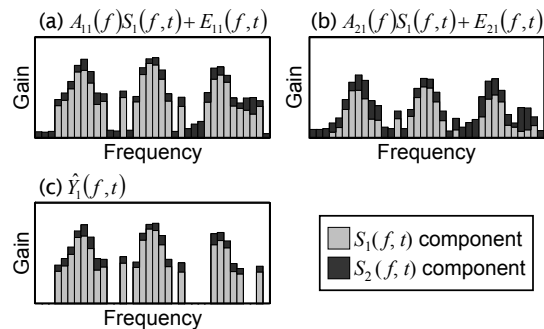 (a) A₁₁(f)S₁(f,t)+E₁₁(f,t)
(b) A₂₁(f)S₁(f,t)+E₂₁(f,t)
Gain
Gain
Frequency
Frequency
(c) Ŷ₁(f,t)
Gain
S₁(f, t) component
S₂(f, t) component
Frequency